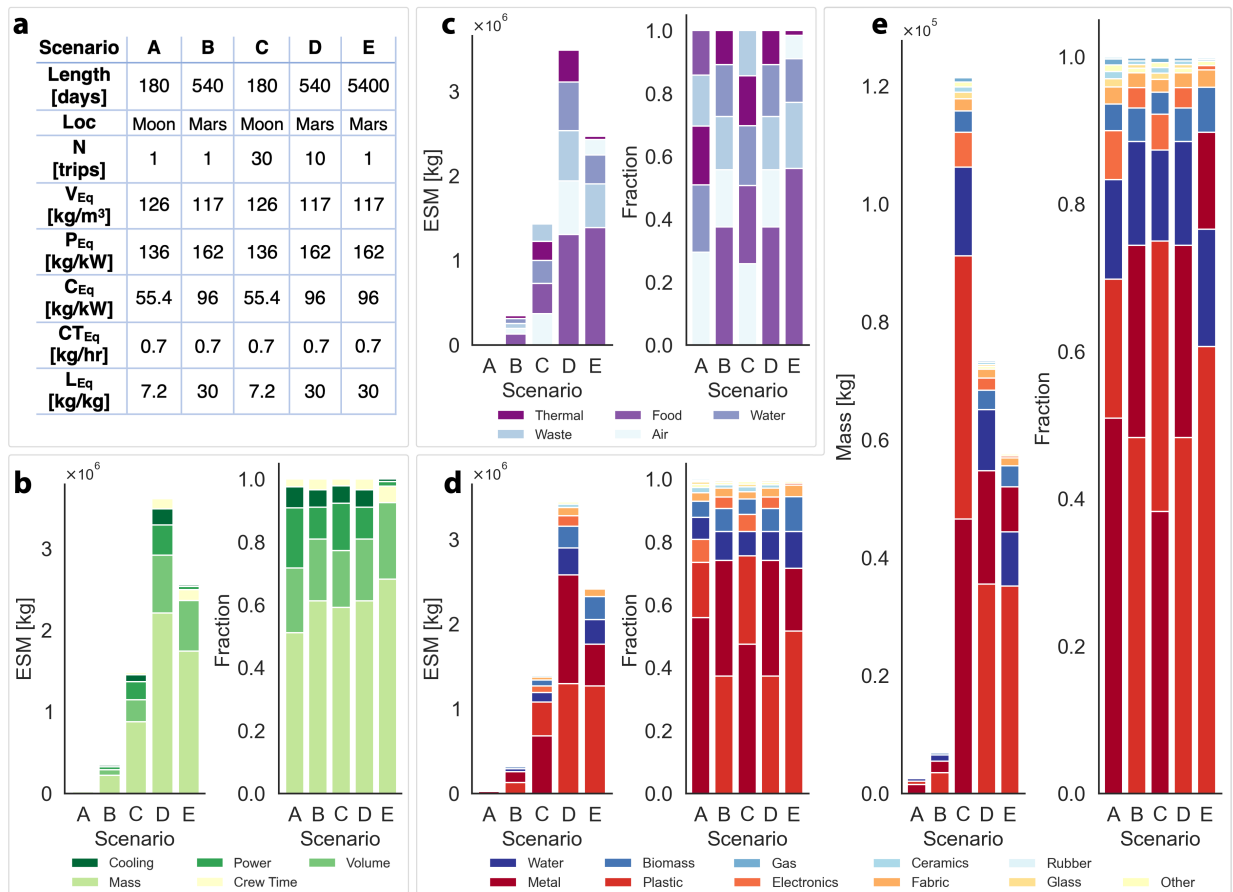 a
Scenario A B C D E
Length [days] 180 540 180 540 5400
Loc Moon Mars Moon Mars Mars
N [trips] 1 1 30 10 1
VEq [kg/m³] 126 117 126 117 117
PEq [kg/kW] 136 162 136 162 162
CEq [kg/kW] 55.4 96 55.4 96 96
CTEq [kg/hr] 0.7 0.7 0.7 0.7 0.7
LEq [kg/kg] 7.2 30 7.2 30 30
b
×10⁶
ESM [kg]
3
2
1
0
A B C D E
Scenario
Fraction
1.0
0.8
0.6
0.4
0.2
0.0
A B C D E
Scenario
Cooling Power Volume
Mass Crew Time
c
×10⁶
ESM [kg]
3
2
1
0
A B C D E
Scenario
Fraction
1.0
0.8
0.6
0.4
0.2
0.0
A B C D E
Scenario
Thermal Food Water
Waste Air
d
×10⁶
ESM [kg]
3
2
1
0
A B C D E
Scenario
Fraction
1.0
0.8
0.6
0.4
0.2
0.0
A B C D E
Scenario
e
×10⁵
Mass [kg]
1.2
1.0
0.8
0.6
0.4
0.2
0.0
A B C D E
Scenario
Fraction
1.0
0.8
0.6
0.4
0.2
0.0
A B C D E
Scenario
Water Biomass Gas Ceramics Rubber
Metal Plastic Electronics Fabric Glass Other